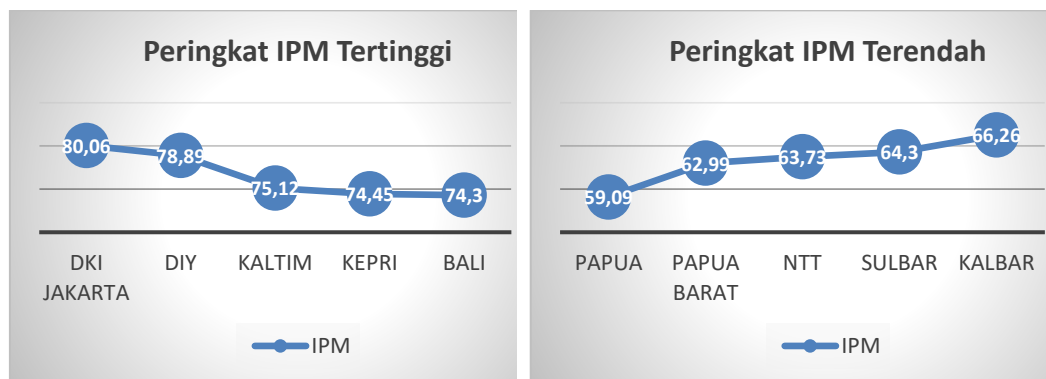 Peringkat IPM Tertinggi
80,06
78,89
75,12
74,45
74,3
DKI JAKARTA
DIY
KALTIM
KEPRI
BALI
IPM
Peringkat IPM Terendah
59,09
62,99
63,73
64,3
66,26
PAPUA
PAPUA BARAT
NTT
SULBAR
KALBAR
IPM